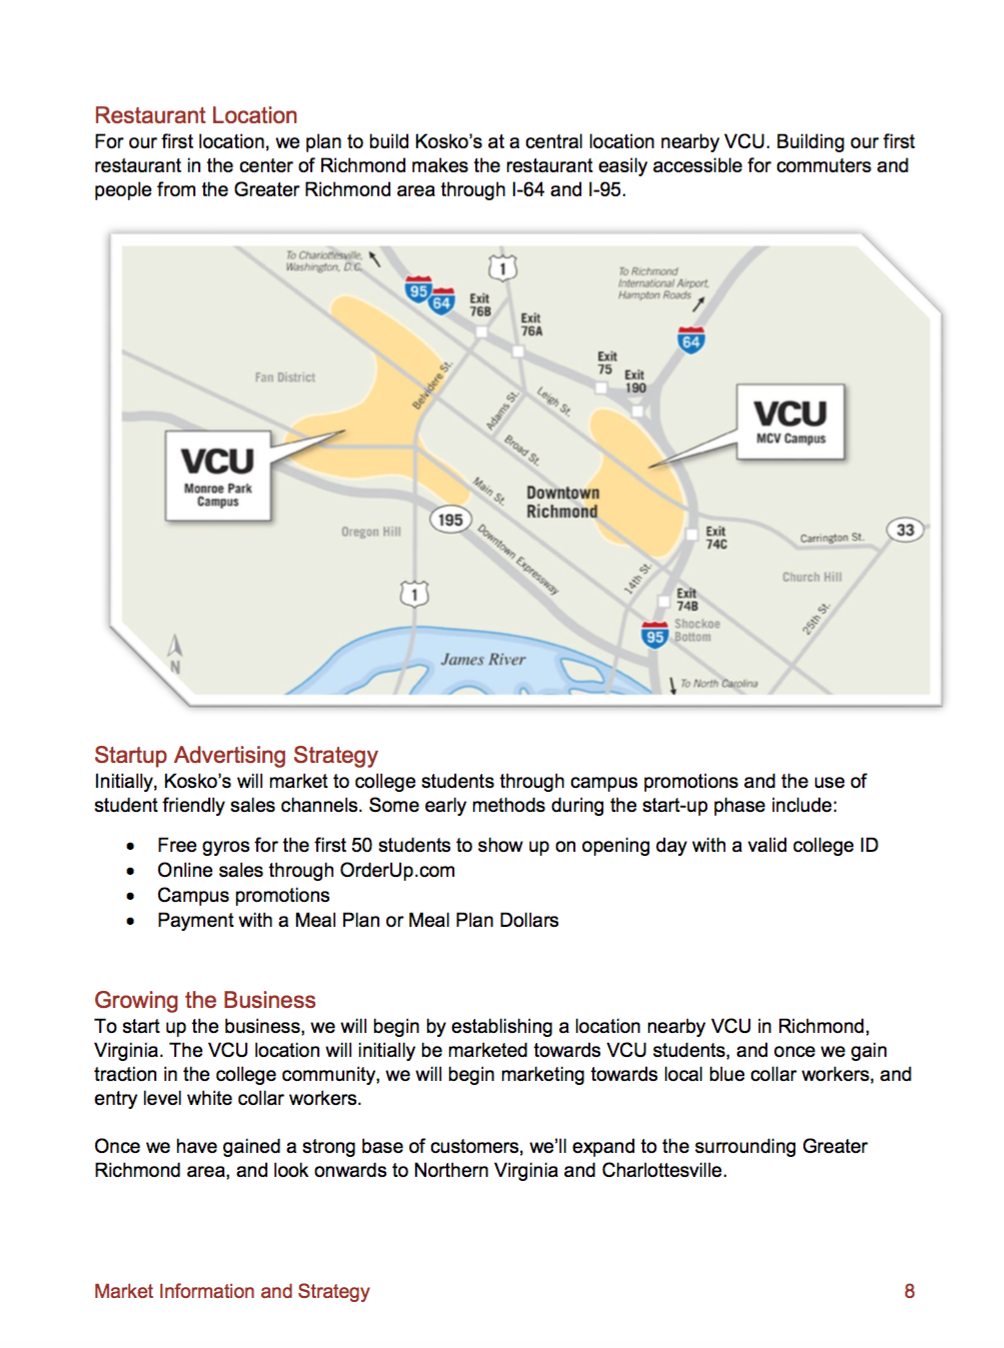 Restaurant Location
For our first location, we plan to build Kosko's at a central location nearby VCU. Building our first
restaurant in the center of Richmond makes the restaurant easily accessible for commuters and
people from the Greater Richmond area through I-64 and I-95.
To Charlottesville,
Washington, D.C.
95
64
1
Exit
76B
Exit
76A
To Richmond
International Airport,
Hampton Roads
64
Exit
75
Exit
190
Fan District
Belvidere St.
Adams St.
Leigh St.
Broad St.
VCU
MCV Campus
VCU
Monroe Park
Campus
Main St.
Downtown
Richmond
195
Oregon Hill
Downtown Expressway
Exit
74C
Carrington St.
33
Church Hill
14th St.
Exit
74B
25th St.
1
95
Shockoe
Bottom
N
James River
To North Carolina
Startup Advertising Strategy
Initially, Kosko's will market to college students through campus promotions and the use of
student friendly sales channels. Some early methods during the start-up phase include:
• Free gyros for the first 50 students to show up on opening day with a valid college ID
• Online sales through OrderUp.com
• Campus promotions
• Payment with a Meal Plan or Meal Plan Dollars
Growing the Business
To start up the business, we will begin by establishing a location nearby VCU in Richmond,
Virginia. The VCU location will initially be marketed towards VCU students, and once we gain
traction in the college community, we will begin marketing towards local blue collar workers, and
entry level white collar workers.
Once we have gained a strong base of customers, we'll expand to the surrounding Greater
Richmond area, and look onwards to Northern Virginia and Charlottesville.
Market Information and Strategy 8